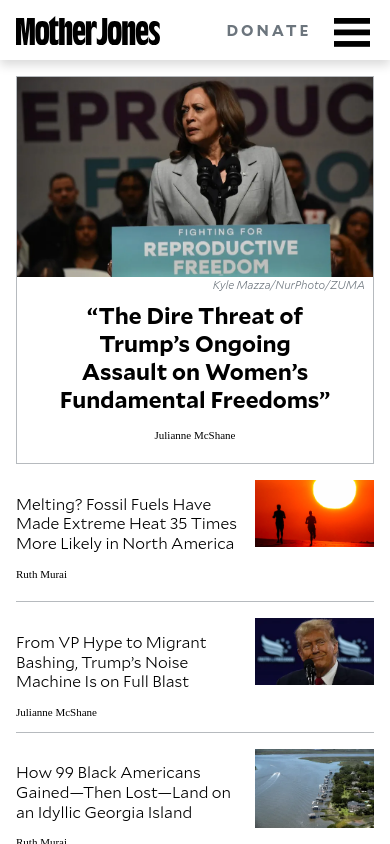 Mother Jones
DONATE
EPRODUC
FREEDOM
FIGHTING FOR
REPRODUCTIVE
FREEDOM
Kyle Mazza/NurPhoto/ZUMA
“The Dire Threat of
Trump’s Ongoing
Assault on Women’s
Fundamental Freedoms”
Julianne McShane
Melting? Fossil Fuels Have
Made Extreme Heat 35 Times
More Likely in North America
Ruth Murai
From VP Hype to Migrant
Bashing, Trump’s Noise
Machine Is on Full Blast
Julianne McShane
How 99 Black Americans
Gained—Then Lost—Land on
an Idyllic Georgia Island
Ruth Murai